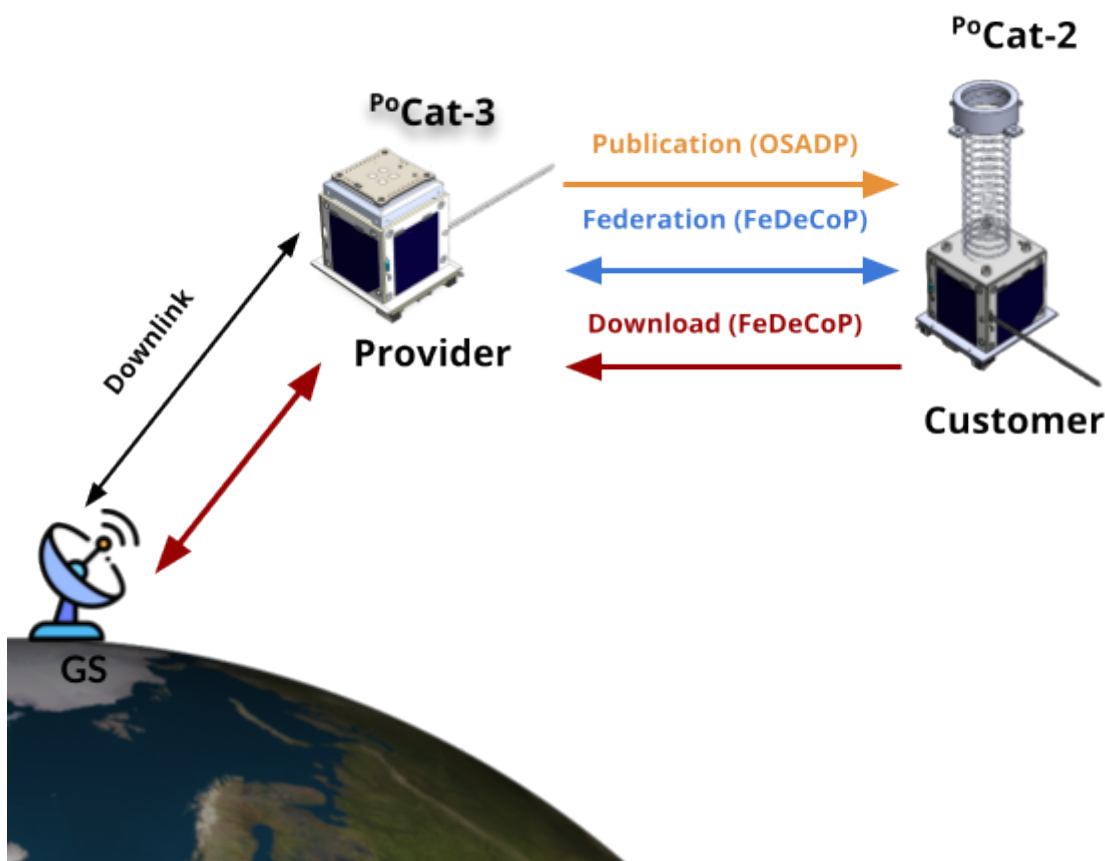 PoCat-2
PoCat-3
Publication (OSADP)
Federation (FeDeCoP)
Download (FeDeCoP)
Downlink
Provider
Customer
GS